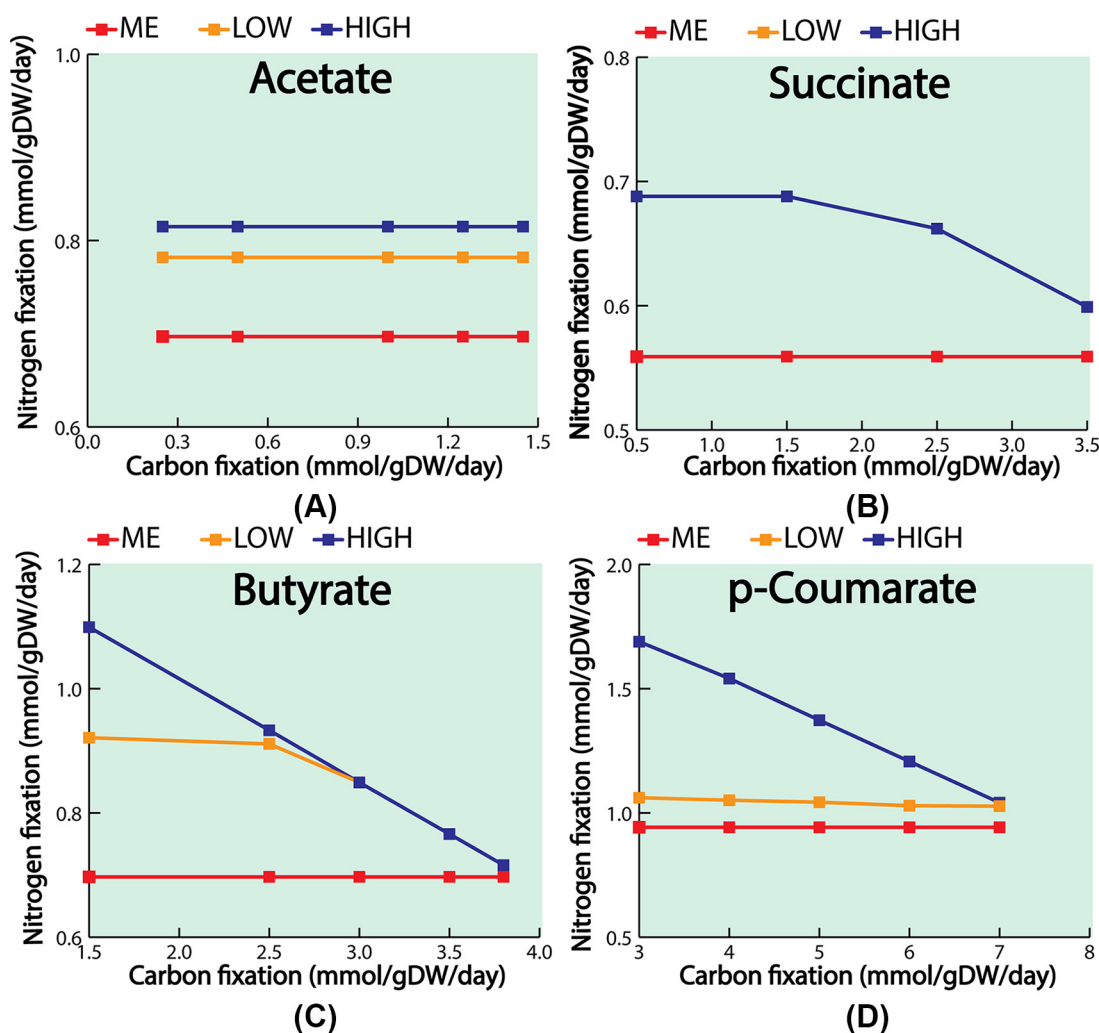 ME LOW HIGH
Acetate
Nitrogen fixation (mmol/gDW/day)
1.0
0.8
0.6
0.0 0.3 0.6 0.9 1.2 1.5
Carbon fixation (mmol/gDW/day)
(A)
ME LOW HIGH
Succinate
Nitrogen fixation (mmol/gDW/day)
0.8
0.7
0.6
0.5
0.5 1.0 1.5 2.0 2.5 3.0 3.5
Carbon fixation (mmol/gDW/day)
(B)
ME LOW HIGH
Butyrate
Nitrogen fixation (mmol/gDW/day)
1.2
1.0
0.8
0.6
1.5 2.0 2.5 3.0 3.5 4.0
Carbon fixation (mmol/gDW/day)
(C)
ME LOW HIGH
p-Coumarate
Nitrogen fixation (mmol/gDW/day)
2.0
1.5
1.0
0.5
3 4 5 6 7 8
Carbon fixation (mmol/gDW/day)
(D)